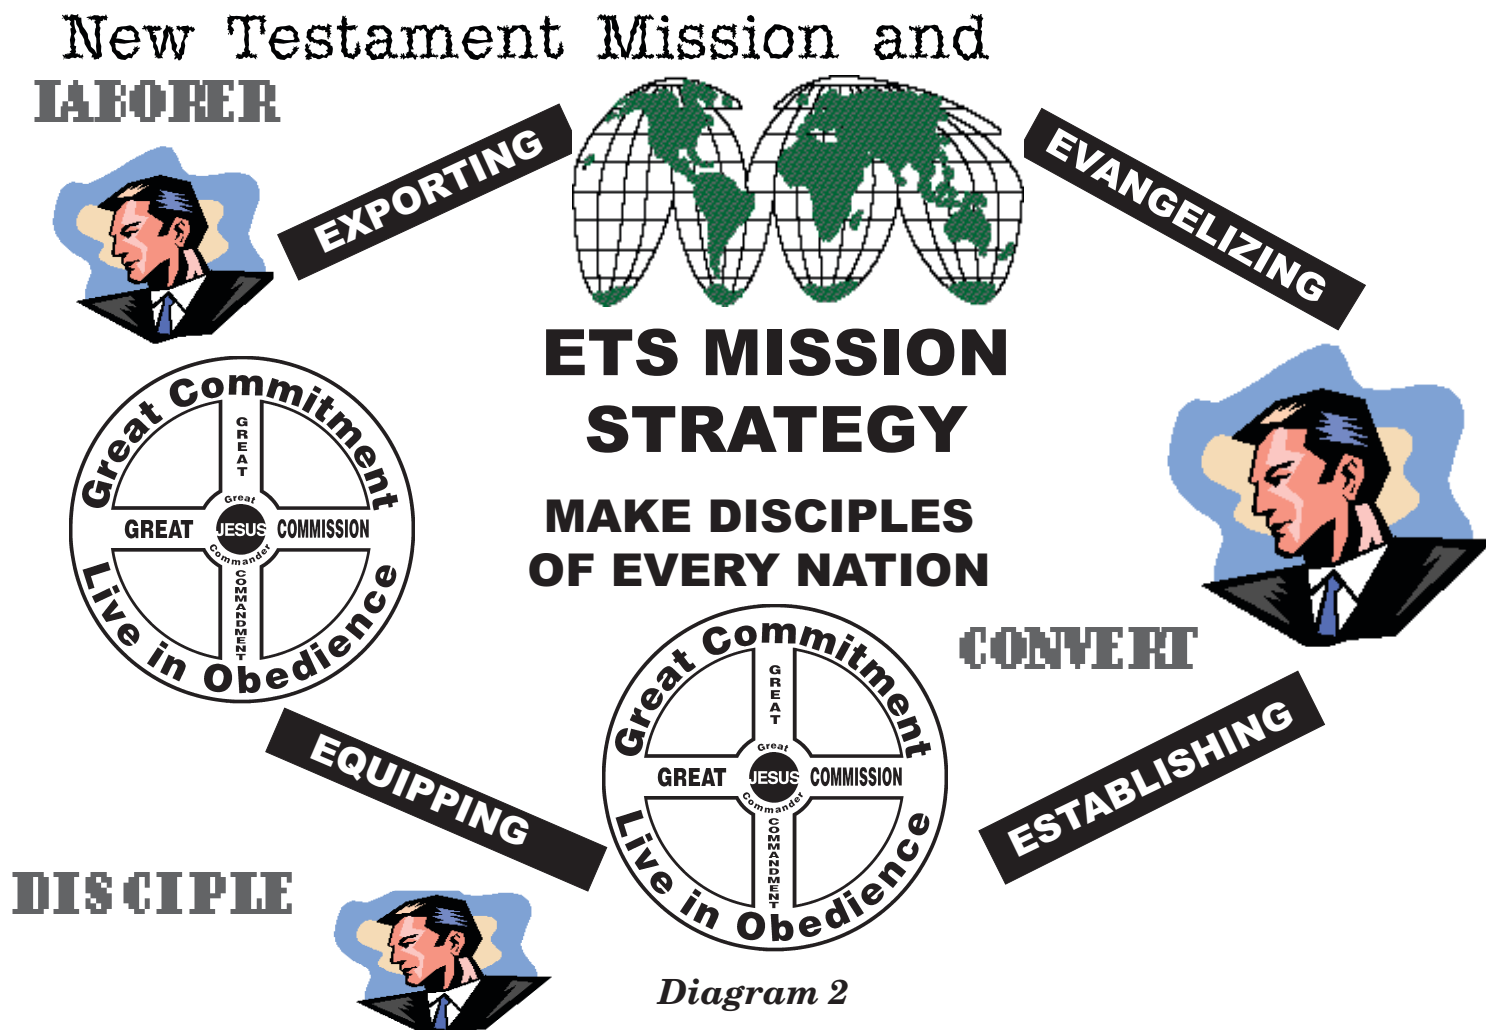 New Testament Mission and
LABORER
EXPORTING
EVANGELIZING
ETS MISSION
STRATEGY
MAKE DISCIPLES
OF EVERY NATION
Great Commitment
GREAT
Great
GREAT JESUS COMMISSION
Commander
COMMANDMENT
Live in Obedience
CONVERT
ESTABLISHING
EQUIPPING
Great Commitment
GREAT
Great
GREAT JESUS COMMISSION
Commander
COMMANDMENT
Live in Obedience
DISCIPLE
Diagram 2